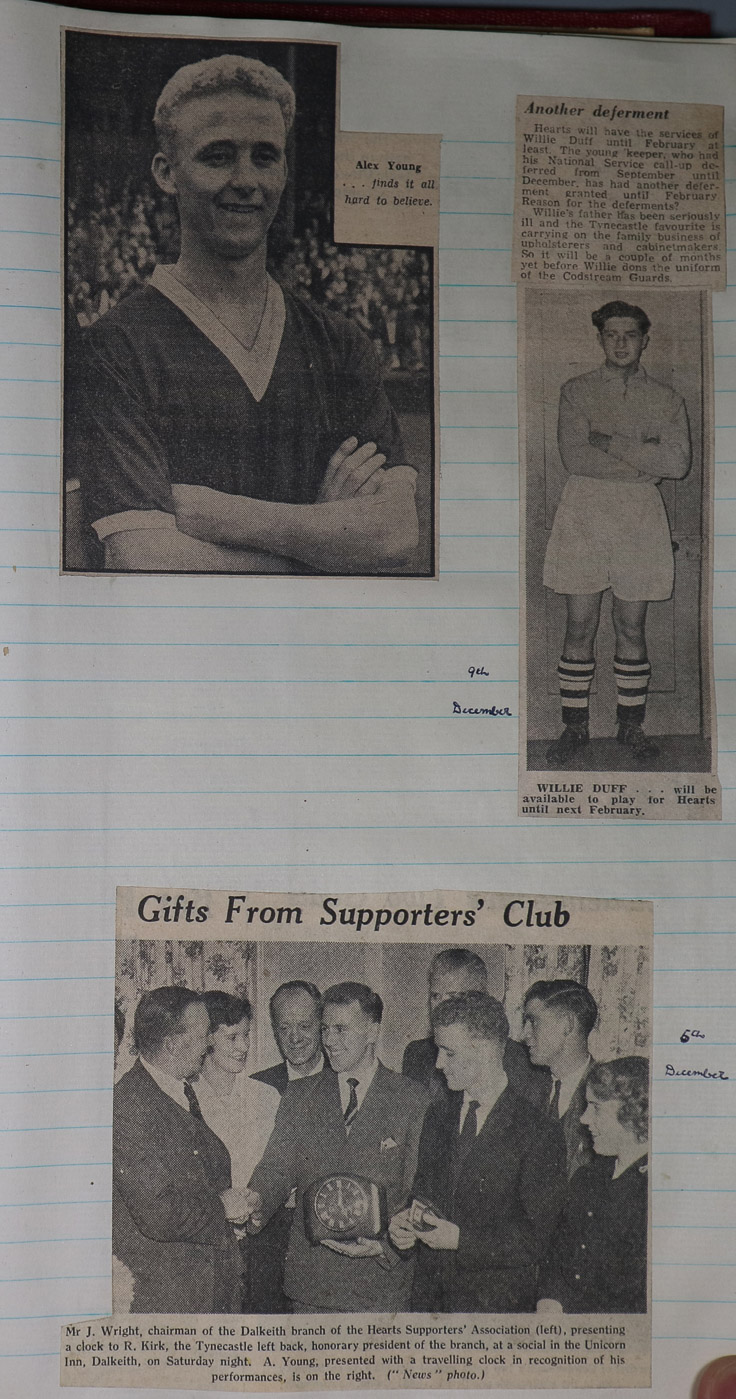 Alex Young
. . . finds it all
hard to believe.
Another deferment
Hearts will have the services of
Willie Duff until February at
least. The young 'keeper, who had
his National Service call-up de-
ferred from September until
December, has had another defer-
ment granted until February.
Reason for the deferments?
Willie's father has been seriously
ill and the Tynecastle favourite is
carrying on the family business of
upholsterers and cabinetmakers.
So it will be a couple of months
yet before Willie dons the uniform
of the Codstream Guards.
9th
December
WILLIE DUFF . . . will be
available to play for Hearts
until next February.
Gifts From Supporters' Club
5th
December
Mr J. Wright, chairman of the Dalkeith branch of the Hearts Supporters' Association (left), presenting
a clock to R. Kirk, the Tynecastle left back, honorary president of the branch, at a social in the Unicorn
Inn, Dalkeith, on Saturday night. A. Young, presented with a travelling clock in recognition of his
performances, is on the right. ("News" photo.)